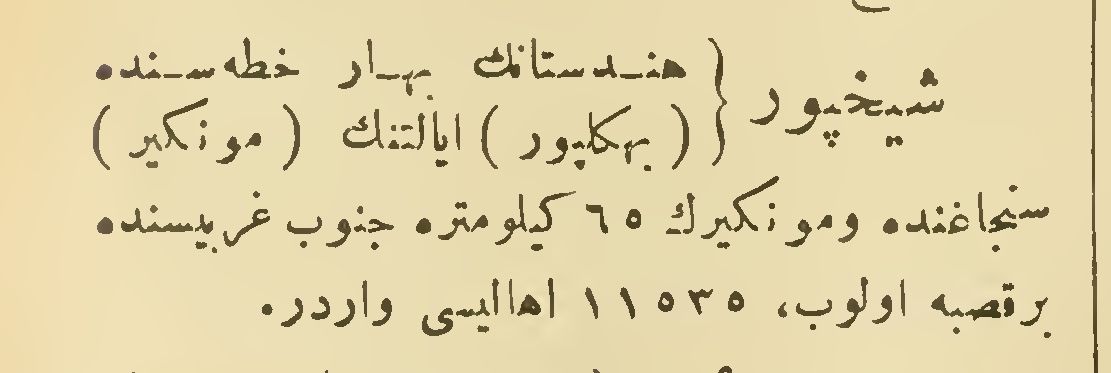 شیخپور { هندستانك بهار خطه سنده
(بهكلپور) ایالتنك (مونكیر)
سنجاغنده ومونكیرك ٦٥ كیلومتره جنوب غربیسنده
برقصبه اولوب، ١١٥٣٥ اهالیسی واردر.